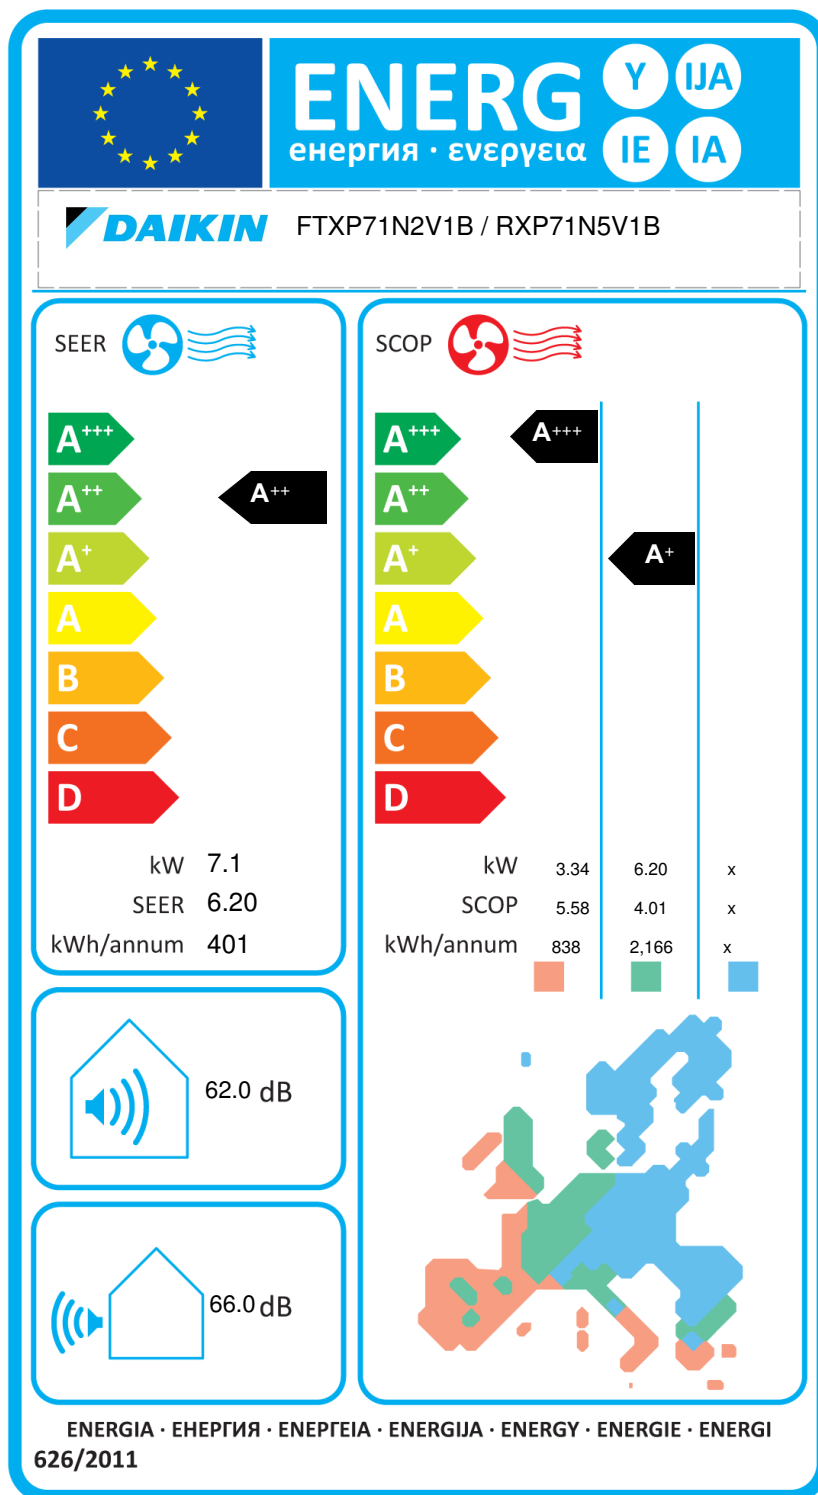 ENERG
енергия · ενεργεια
Y IJA
IE IA
DAIKIN FTXP71N2V1B / RXP71N5V1B
SEER
A+++
A++ A++
A+
A
B
C
D
kW 7.1
SEER 6.20
kWh/annum 401
SCOP
A+++ A+++
A++
A+ A+
A
B
C
D
kW 3.34 6.20 x
SCOP 5.58 4.01 x
kWh/annum 838 2,166 x
62.0 dB
66.0 dB
ENERGIA · ЕНЕРГИЯ · ΕΝΕΡΓΕΙΑ · ENERGIJA · ENERGY · ENERGIE · ENERGI
626/2011